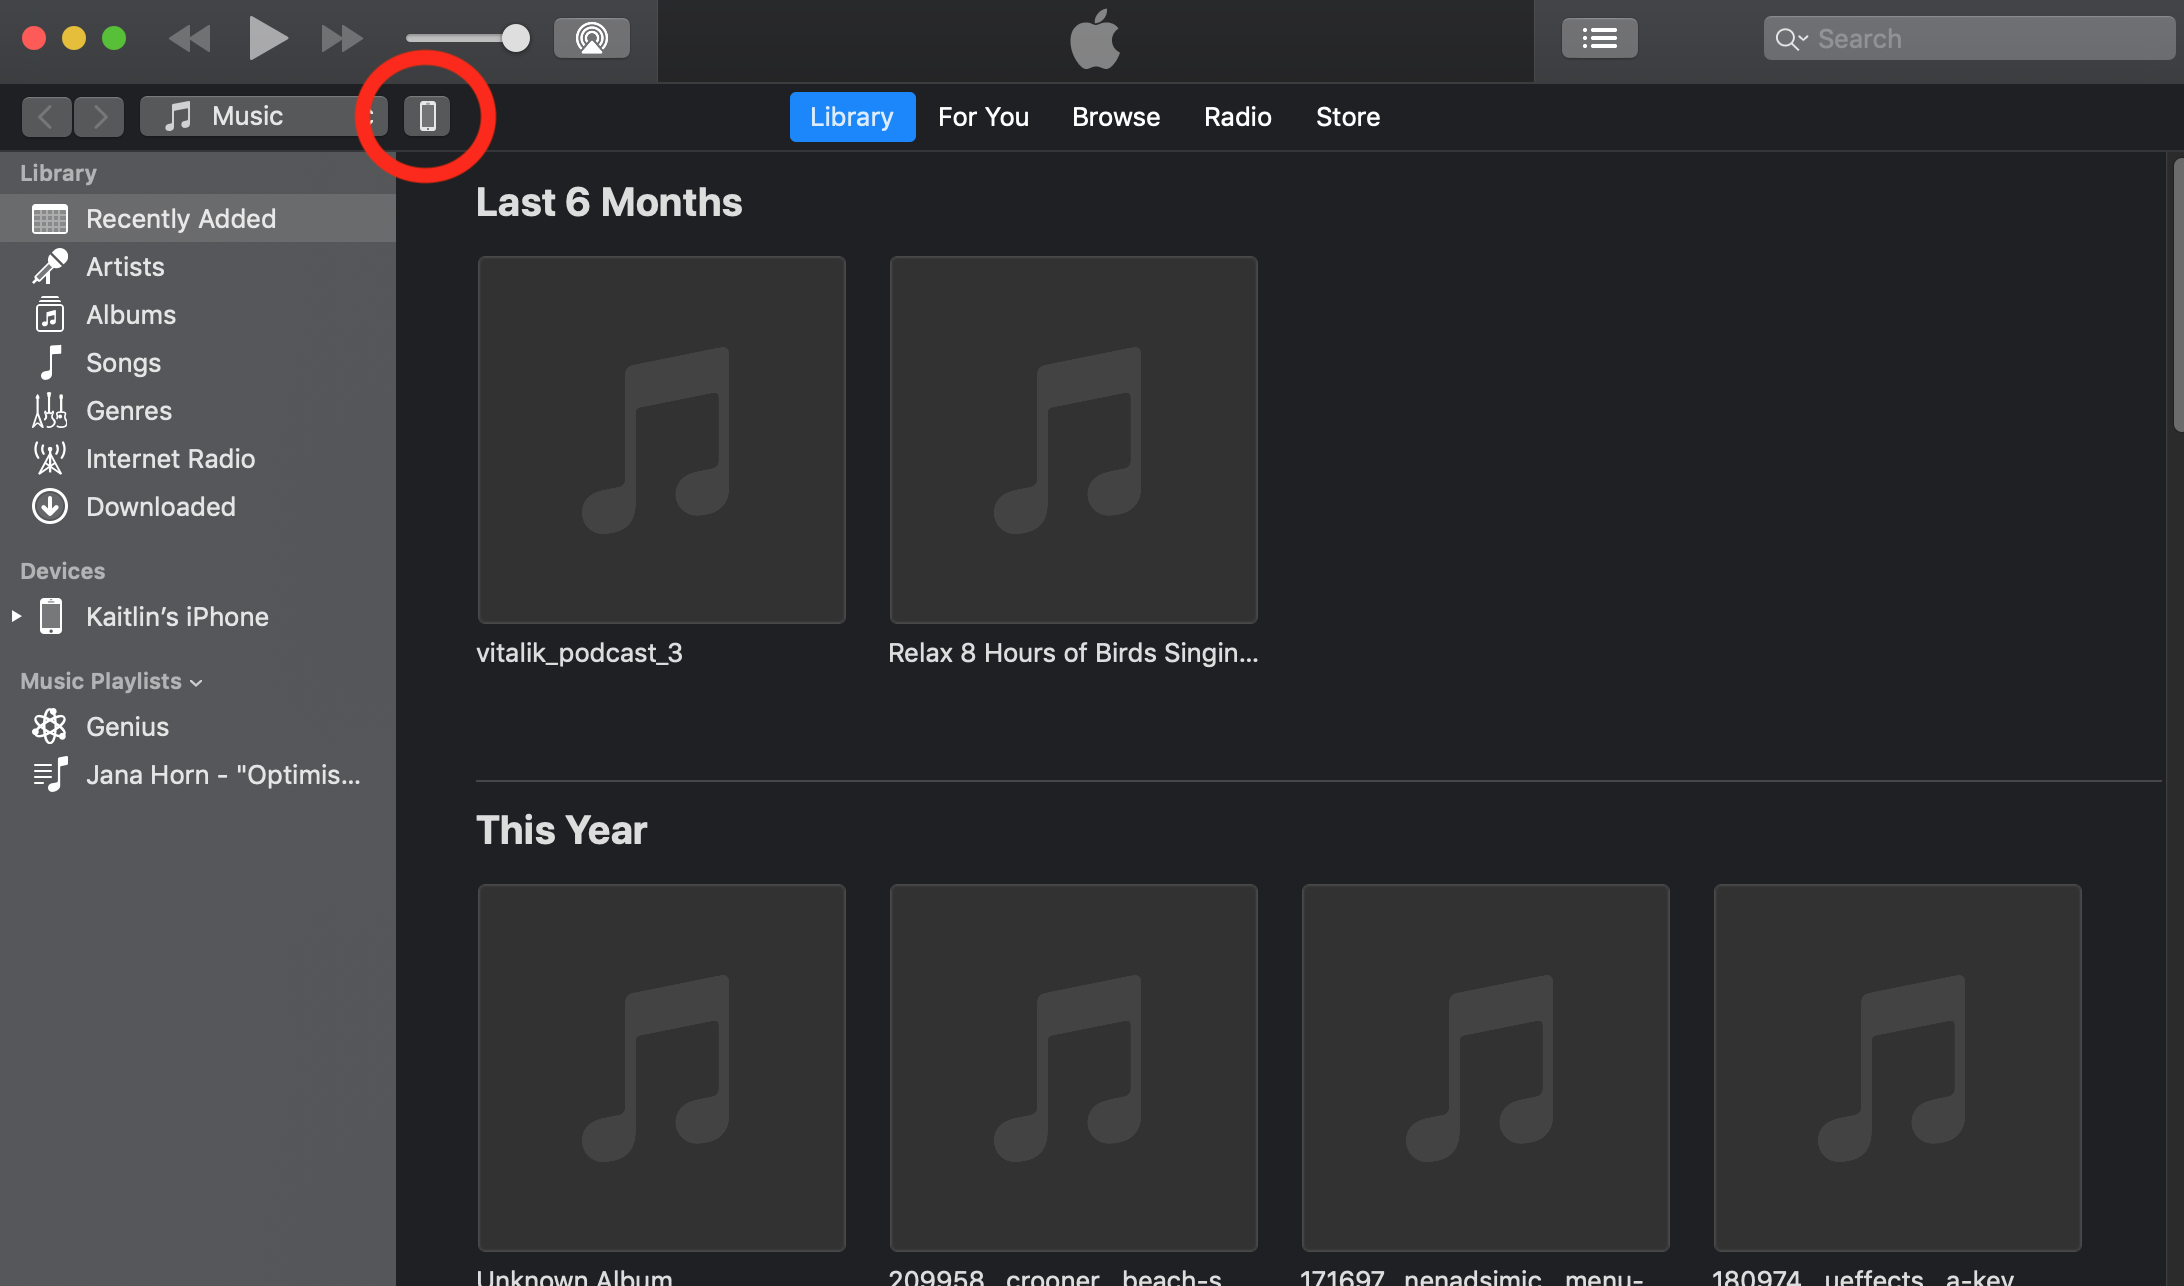 Search
Music
Library
For You
Browse
Radio
Store
Library
Recently Added
Artists
Albums
Songs
Genres
Internet Radio
Downloaded
Devices
Kaitlin’s iPhone
Music Playlists
Genius
Jana Horn - "Optimis...
Last 6 Months
vitalik_podcast_3
Relax 8 Hours of Birds Singin...
This Year
Unknown Album
209958__crooner__beach-s
171697__nenadsimic__menu-
180974__ueffects__a-key